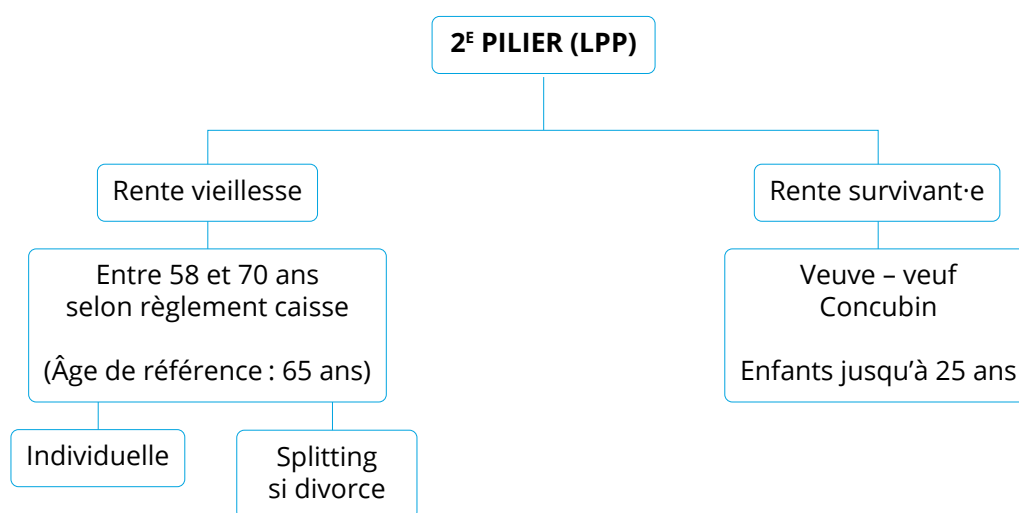 2E PILIER (LPP)
Rente vieillesse
Rente survivant·e
Entre 58 et 70 ans
selon règlement caisse
(Âge de référence : 65 ans)
Veuve – veuf
Concubin
Enfants jusqu’à 25 ans
Individuelle
Splitting
si divorce